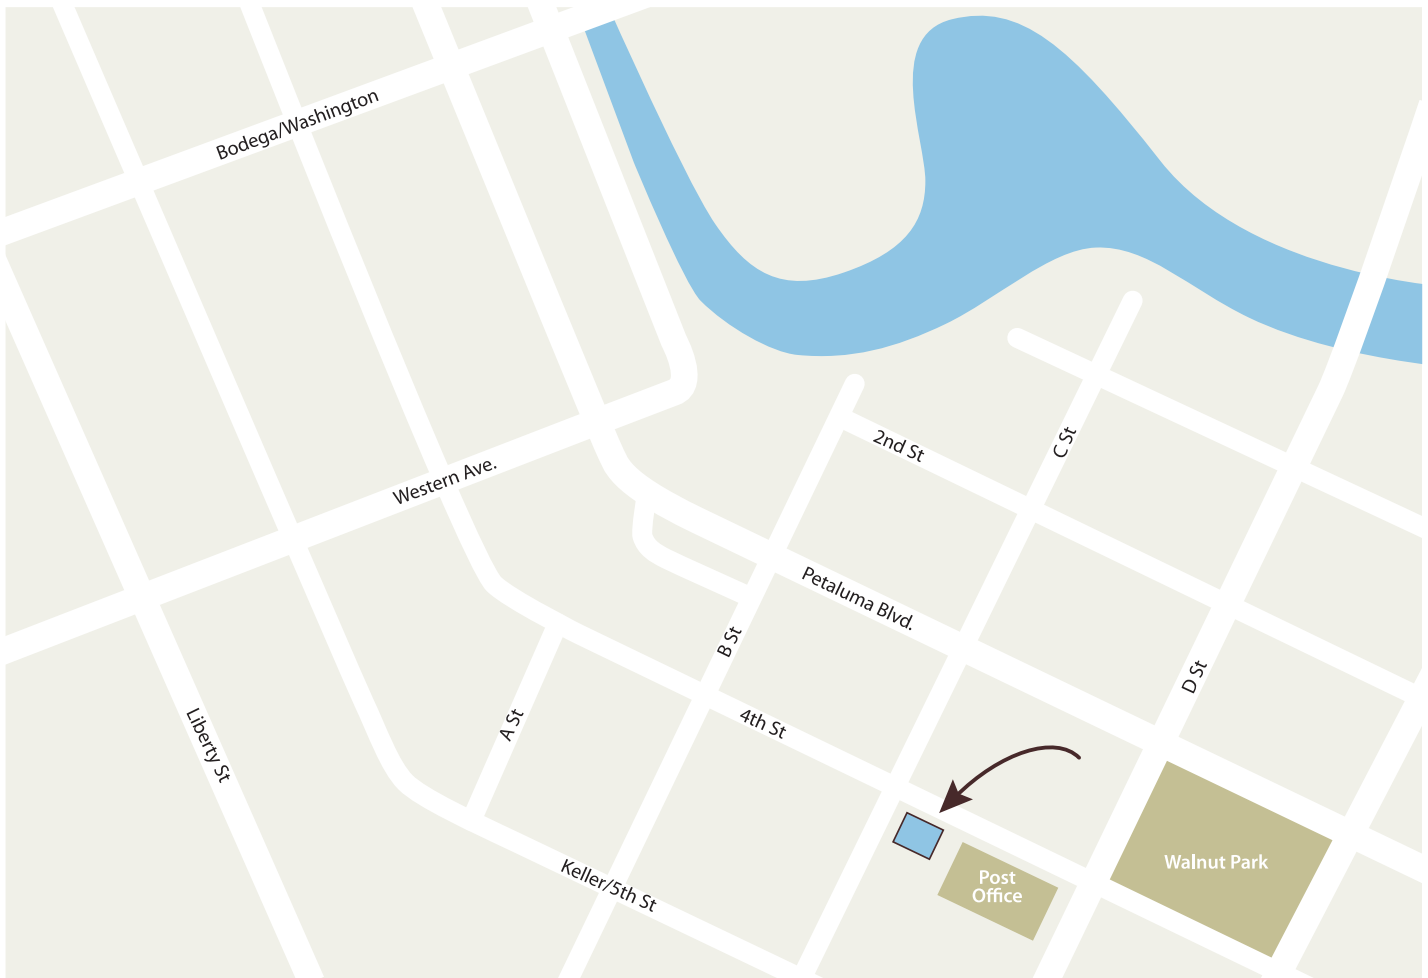 Bodega/Washington
2nd St
C St
Western Ave.
Petaluma Blvd.
B St
D St
4th St
A St
Liberty St
Walnut Park
Post
Office
Keller/5th St